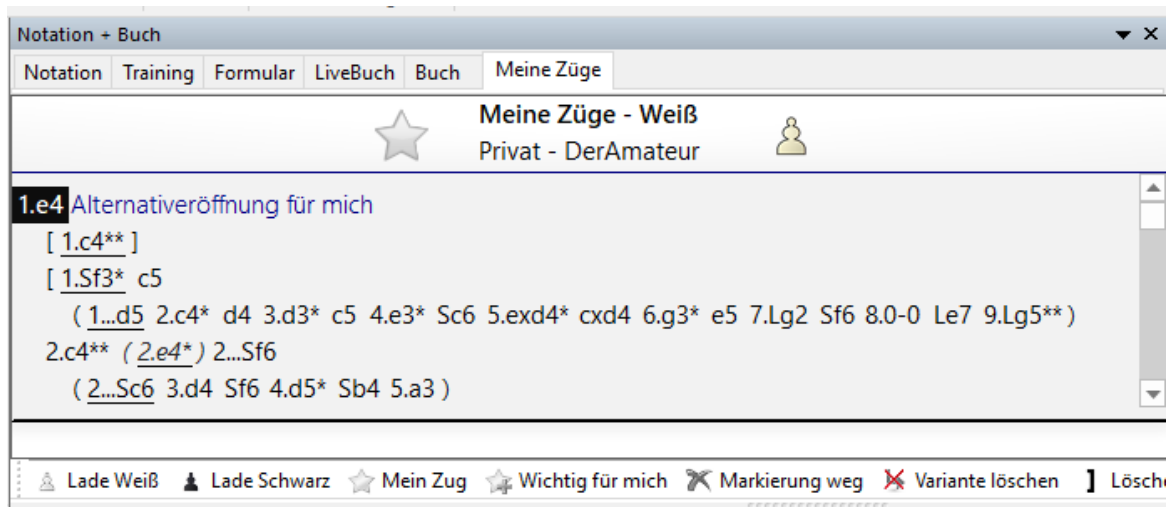 Notation + Buch
Notation Training Formular LiveBuch Buch Meine Züge
Meine Züge - Weiß
Privat - DerAmateur
1.e4 Alternativeröffnung für mich
[ 1.c4** ]
[ 1.Sf3* c5
( 1...d5 2.c4* d4 3.d3* c5 4.e3* Sc6 5.exd4* cxd4 6.g3* e5 7.Lg2 Sf6 8.0-0 Le7 9.Lg5** )
2.c4** ( 2.e4* ) 2...Sf6
( 2...Sc6 3.d4 Sf6 4.d5* Sb4 5.a3 )
Lade Weiß Lade Schwarz Mein Zug Wichtig für mich Markierung weg Variante löschen ] Lösch